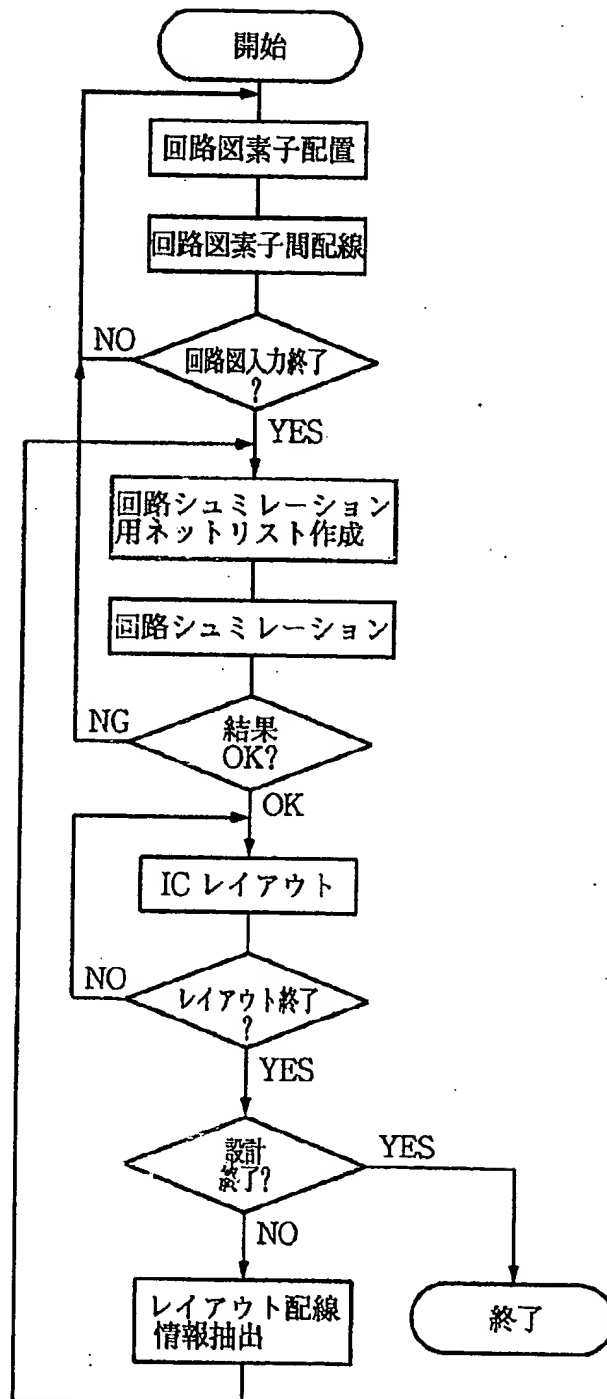 開始
回路図素子配置
回路図素子間配線
NO
回路図入力終了
?
YES
回路シュミレーション
用ネットリスト作成
回路シュミレーション
NG
結果
OK?
OK
IC レイアウト
NO
レイアウト終了
?
YES
設計
終了?
YES
NO
レイアウト配線
情報抽出
終了